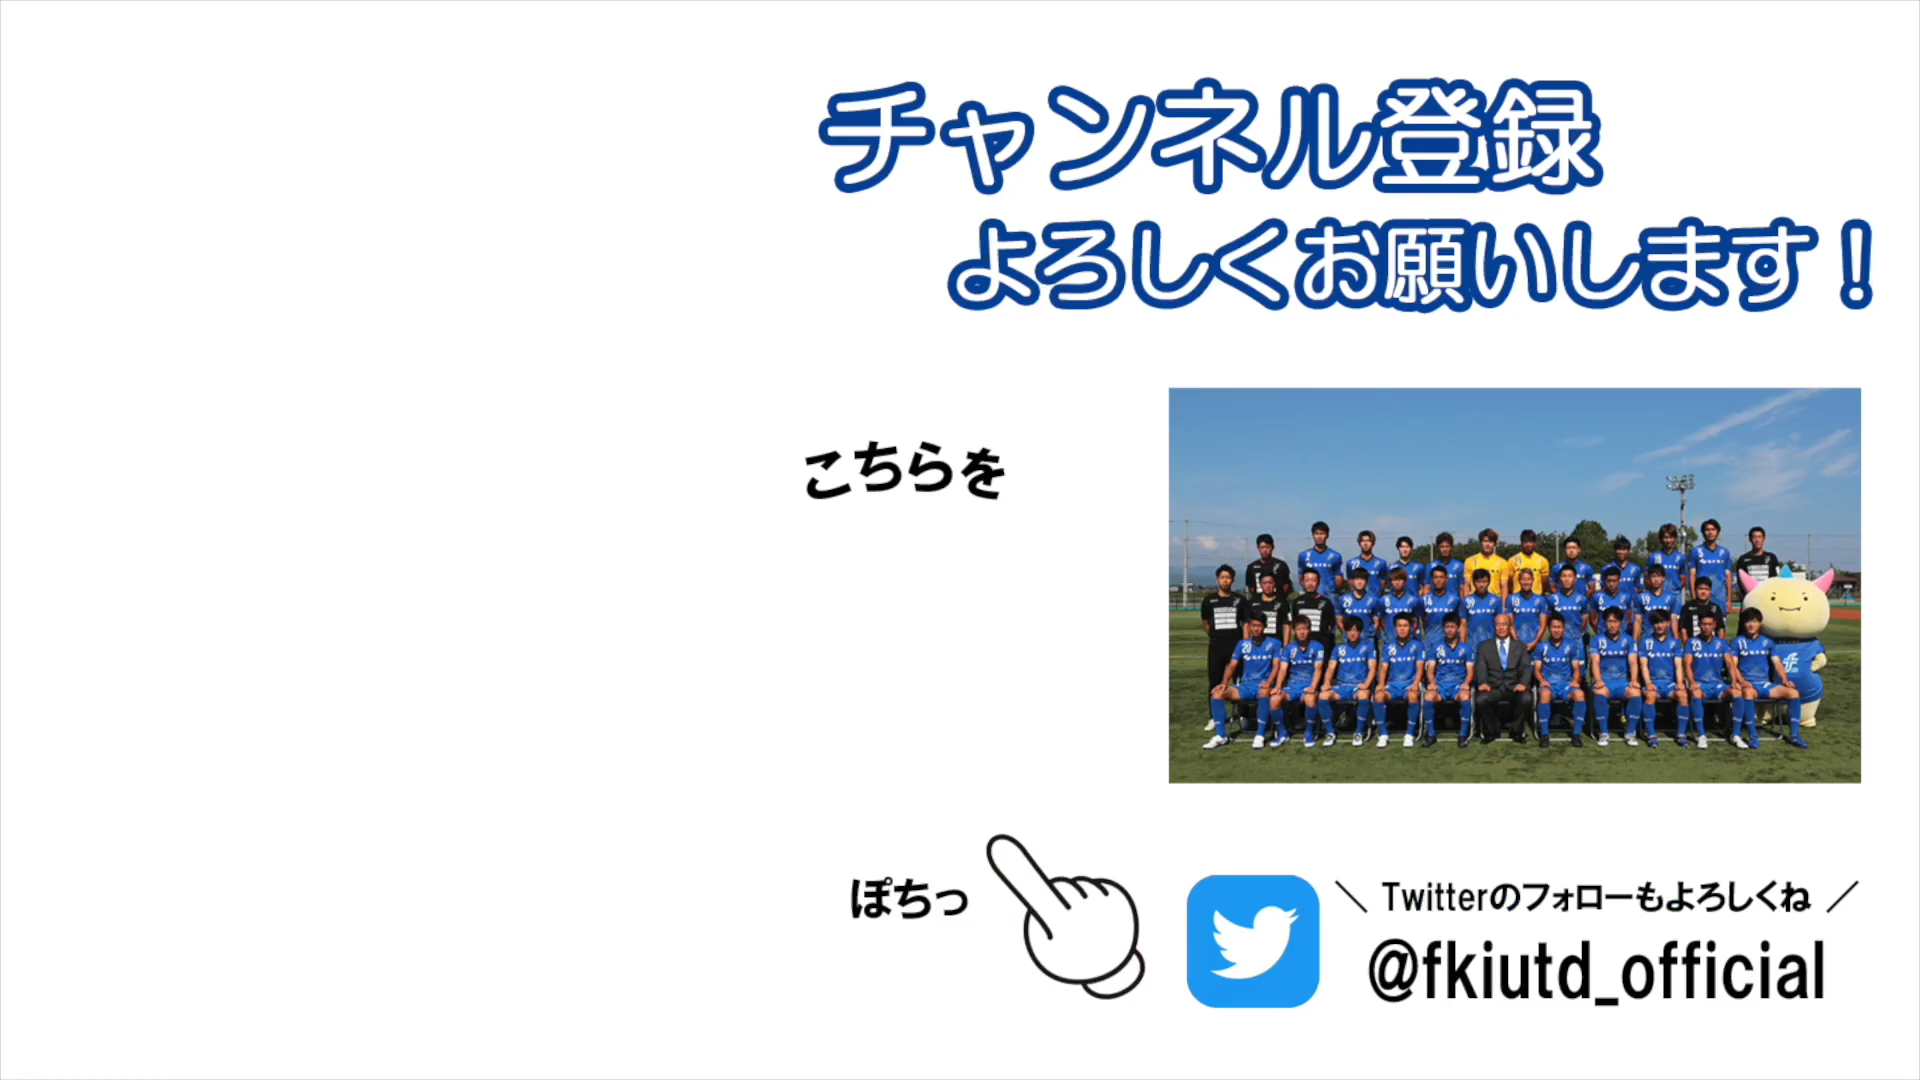 チャンネル登録
よろしくお願いします！
こちらを
ぽちっ
＼ Twitterのフォローもよろしくね ／
@fkiutd_official